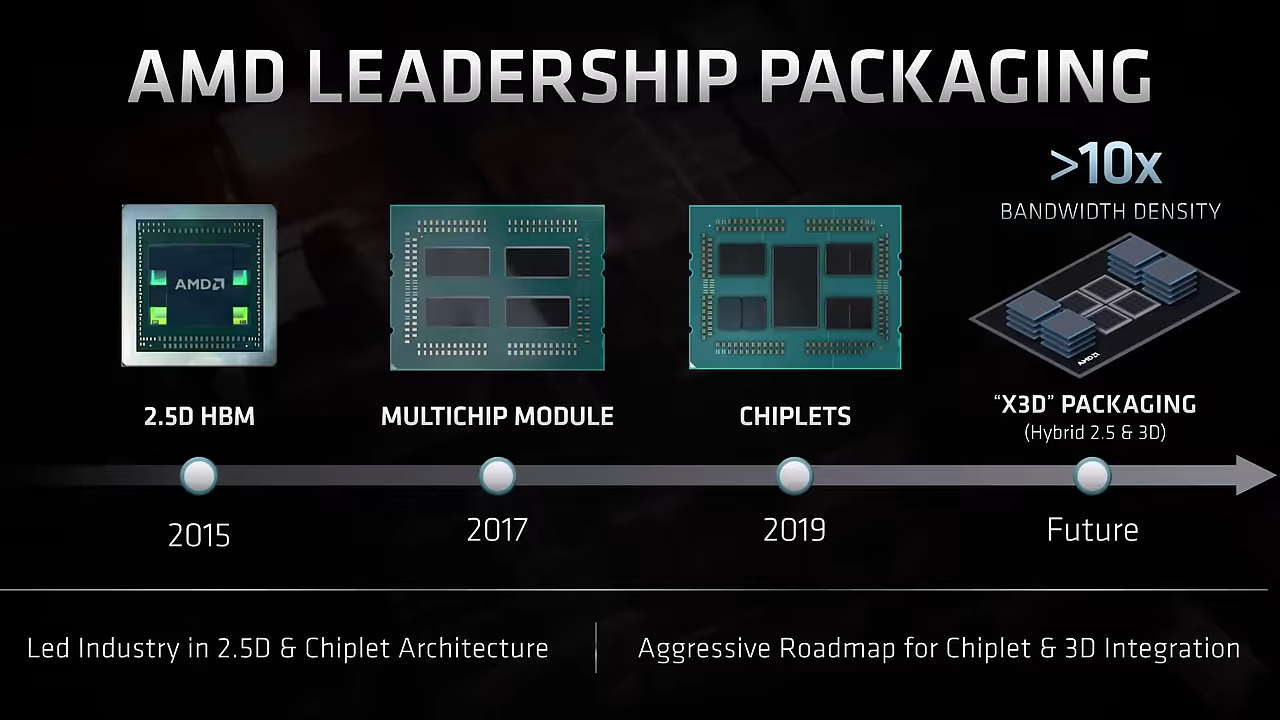 AMD LEADERSHIP PACKAGING
>10x
BANDWIDTH DENSITY
AMD
AMD
2.5D HBM
MULTICHIP MODULE
CHIPLETS
“X3D” PACKAGING
(Hybrid 2.5 & 3D)
2015
2017
2019
Future
Led Industry in 2.5D & Chiplet Architecture
Aggressive Roadmap for Chiplet & 3D Integration